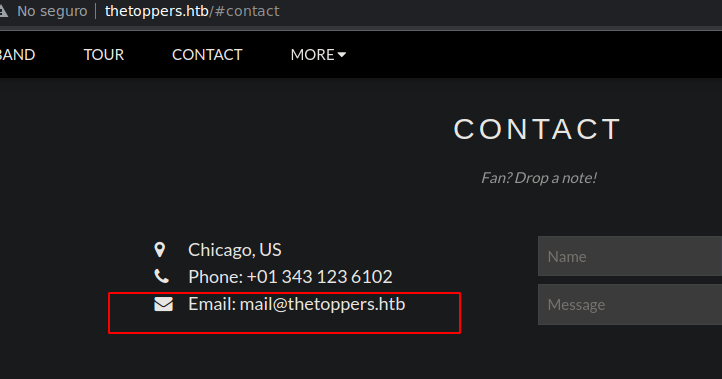 No seguro thetoppers.htb/#contact
BAND TOUR CONTACT MORE
CONTACT
Fan? Drop a note!
Chicago, US
Name
Phone: +01 343 123 6102
Email: mail@thetoppers.htb
Message